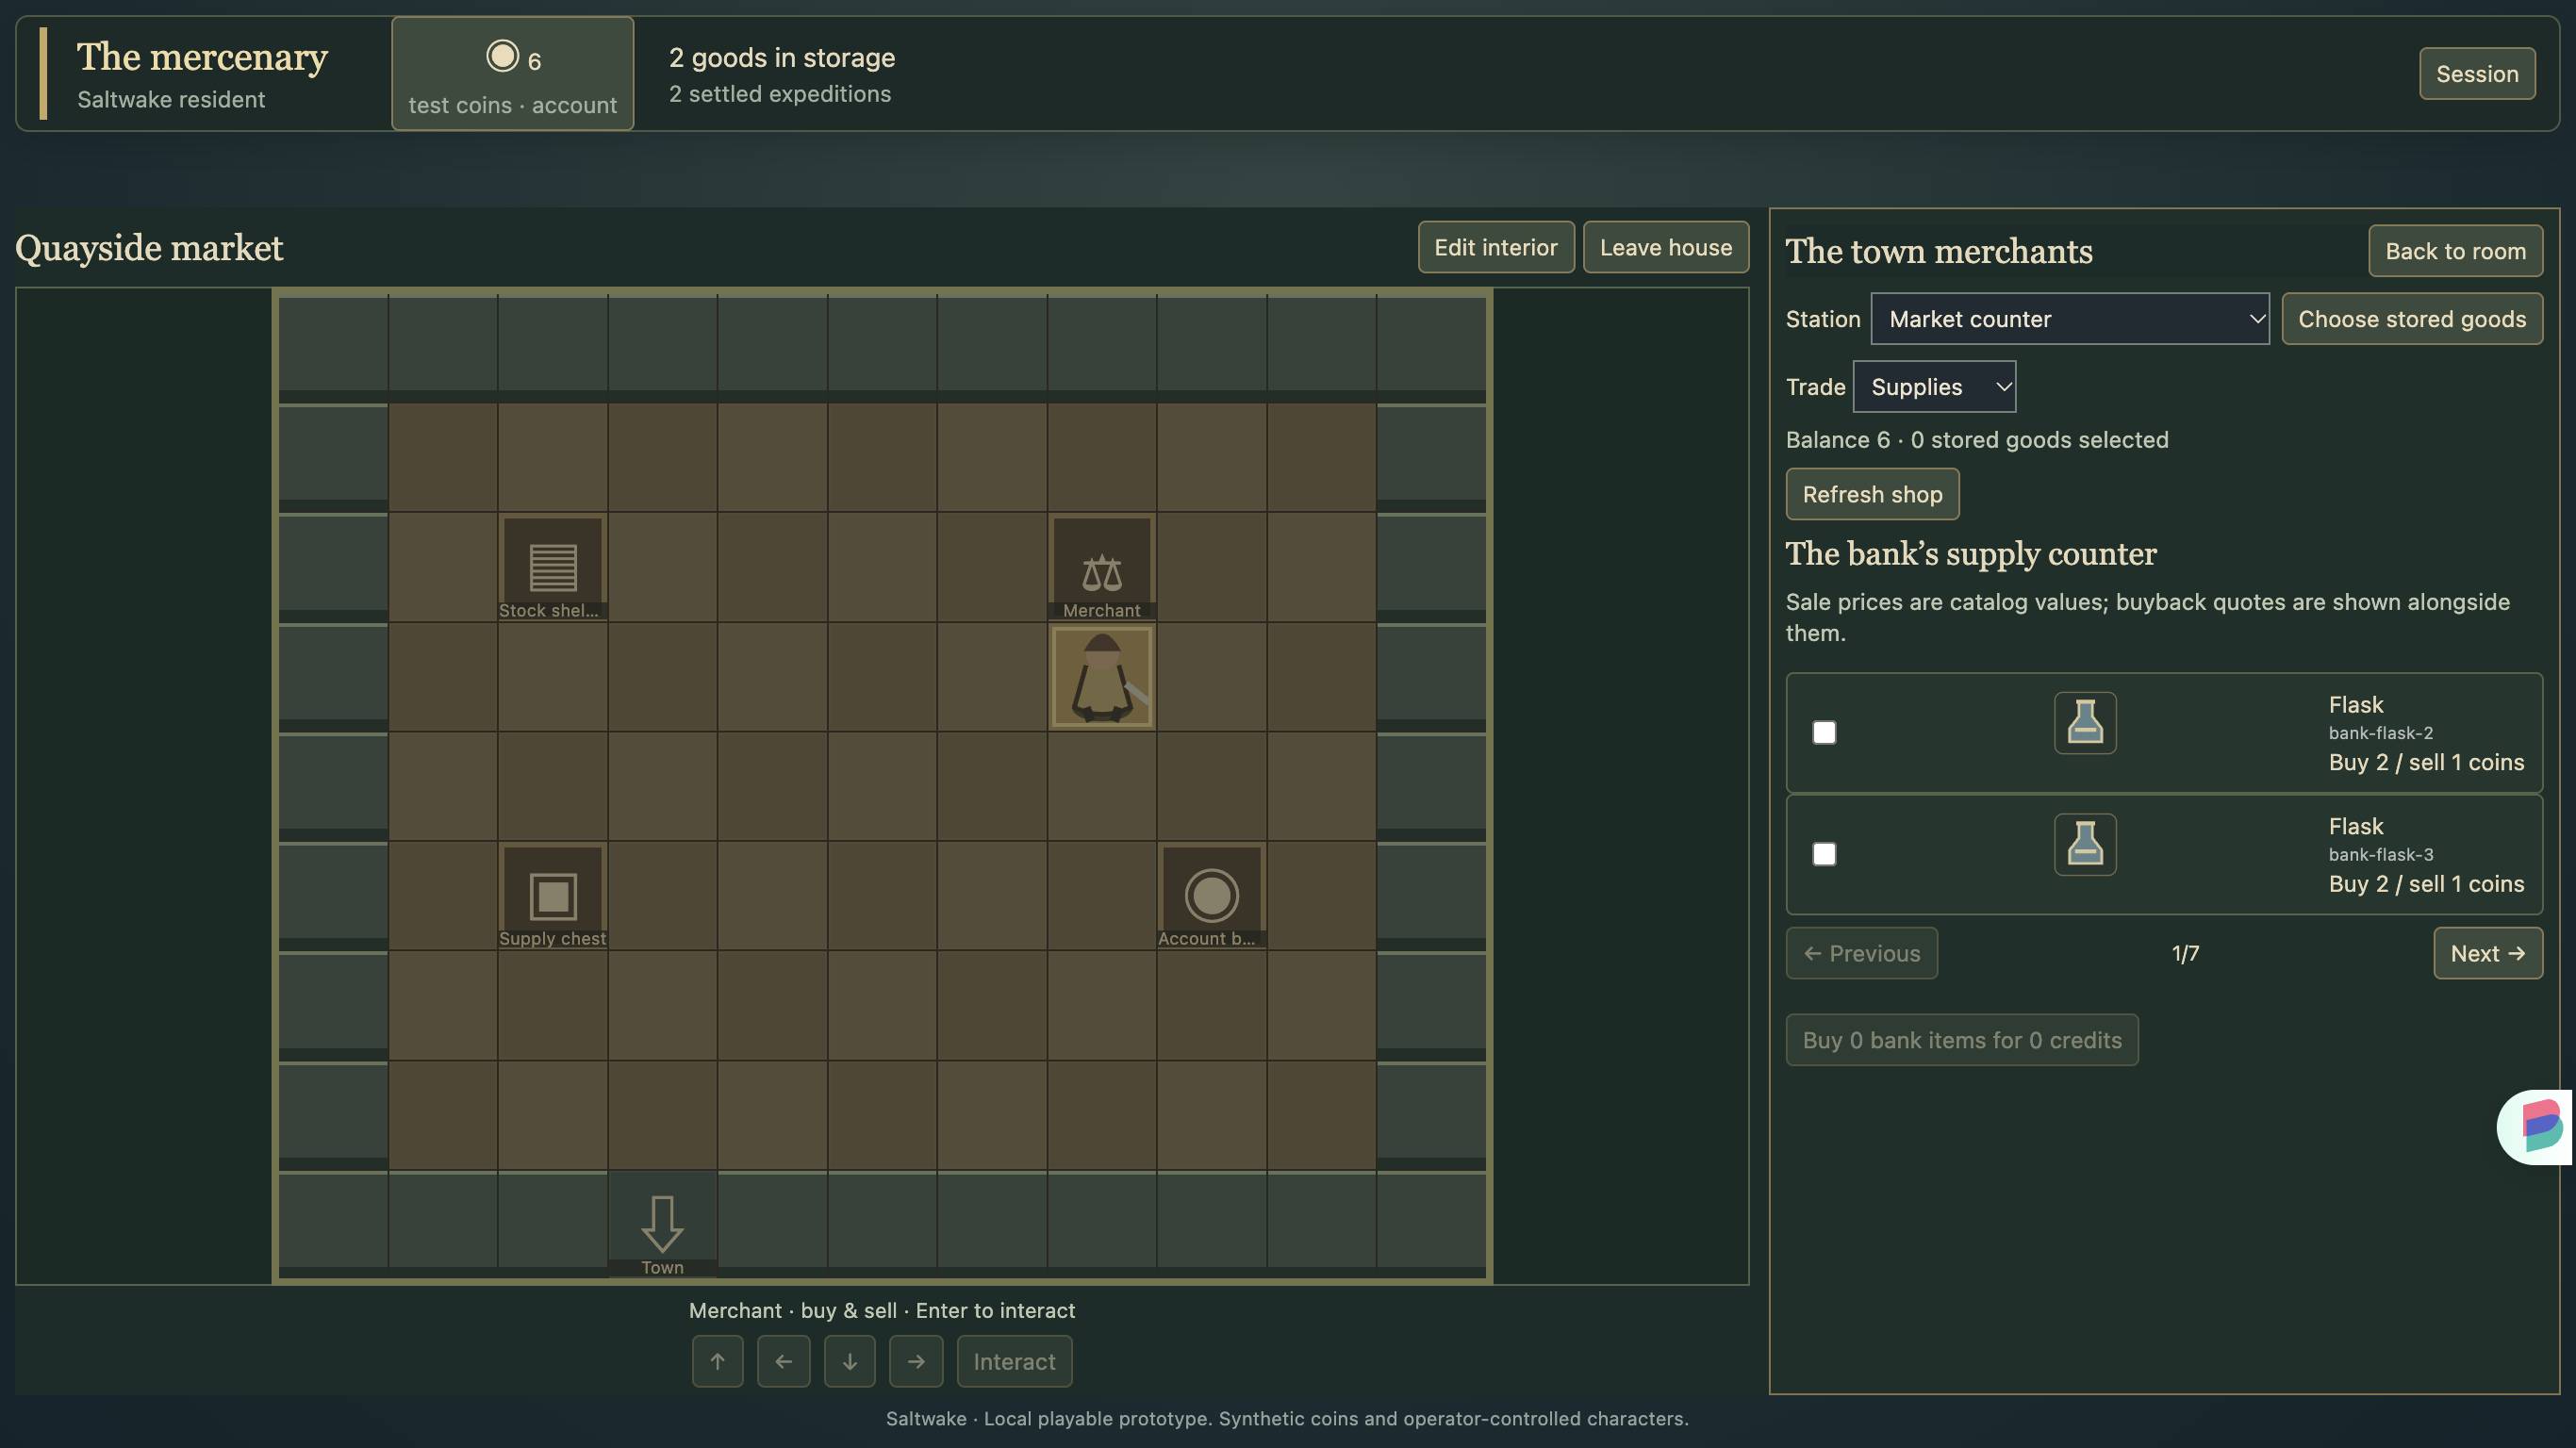 The mercenary
Saltwake resident
6
test coins · account
2 goods in storage
2 settled expeditions
Session
Quayside market
Edit interior
Leave house
Stock shel...
Merchant
Supply chest
Account b...
Town
Merchant · buy & sell · Enter to interact
↑ ← ↓ → Interact
The town merchants
Back to room
Station Market counter
Choose stored goods
Trade Supplies
Balance 6 · 0 stored goods selected
Refresh shop
The bank’s supply counter
Sale prices are catalog values; buyback quotes are shown alongside
them.
Flask
bank-flask-2
Buy 2 / sell 1 coins
Flask
bank-flask-3
Buy 2 / sell 1 coins
← Previous
1/7
Next →
Buy 0 bank items for 0 credits
Saltwake · Local playable prototype. Synthetic coins and operator-controlled characters.